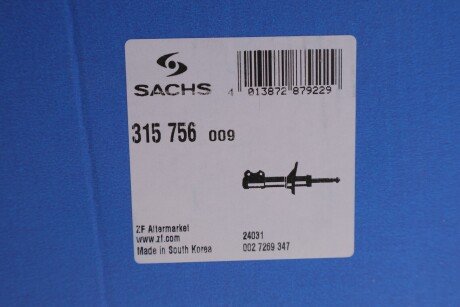 SACHS
4 013872 879229
315 756 009
ZF Aftermarket
www.zf.com
Made in South Korea
24031
002 7269 347